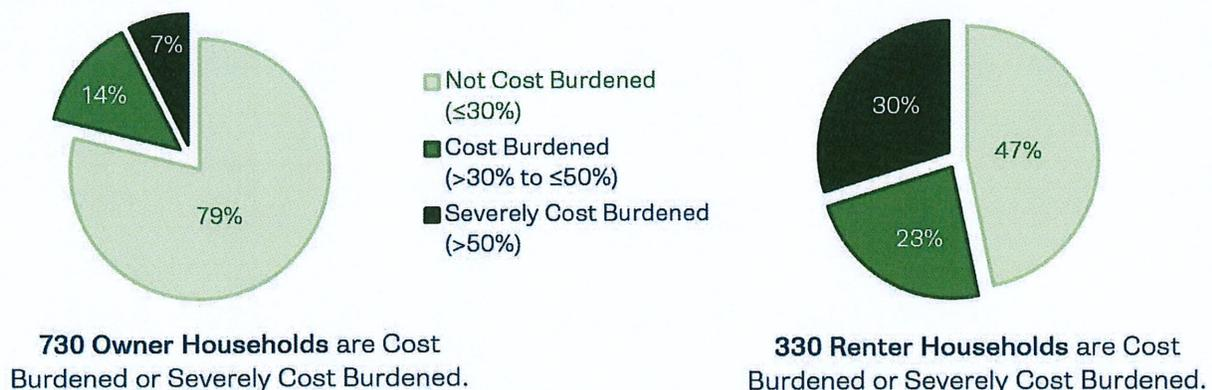 7%
14%
79%
Not Cost Burdened
(≤30%)
Cost Burdened
(>30% to ≤50%)
Severely Cost Burdened
(>50%)
30%
47%
23%
730 Owner Households are Cost
Burdened or Severely Cost Burdened.
330 Renter Households are Cost
Burdened or Severely Cost Burdened.